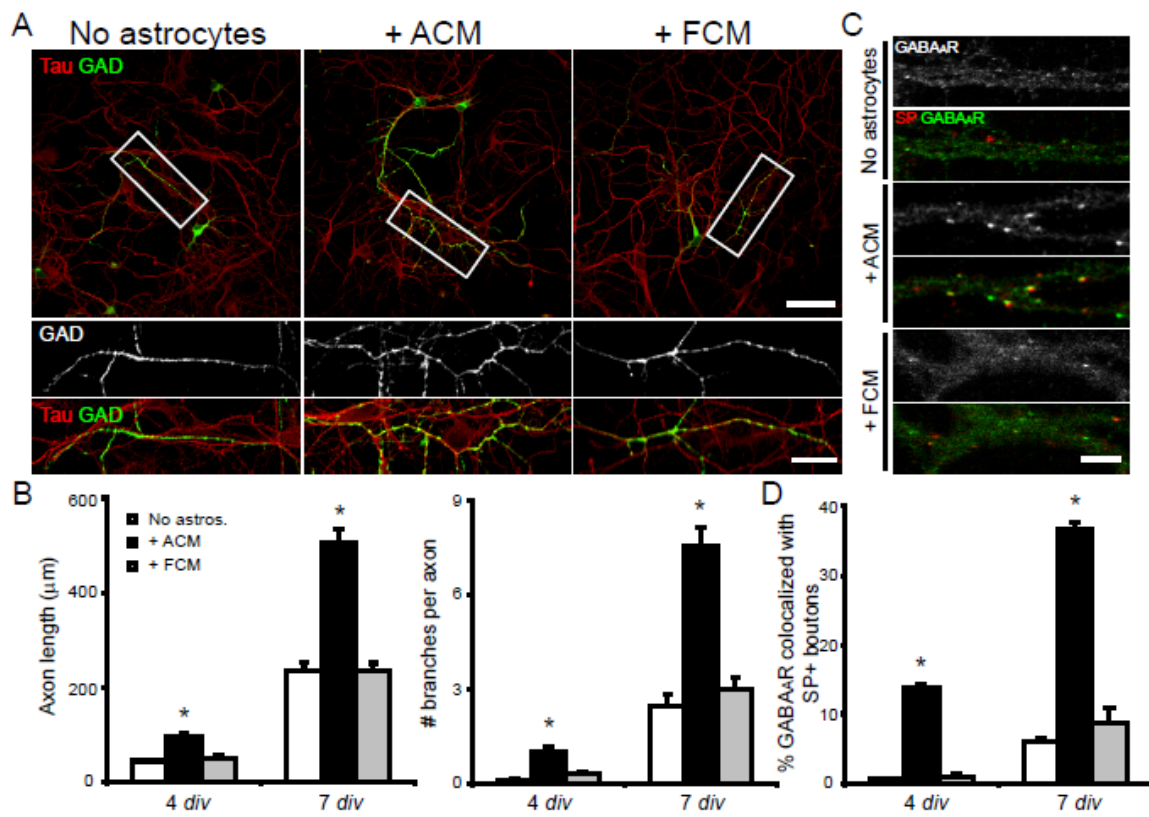 A
No astrocytes
+ ACM
+ FCM
Tau GAD
GAD
Tau GAD
C
No astrocytes
+ ACM
+ FCM
GABAAR
SP GABAAR
B
Axon length (μm)
600
400
200
0
No astros.
+ ACM
+ FCM
*
*
4 div
7 div
# branches per axon
9
6
3
0
*
*
4 div
7 div
D
% GABAAR colocalized with
SP+ boutons
40
30
20
10
0
*
*
4 div
7 div